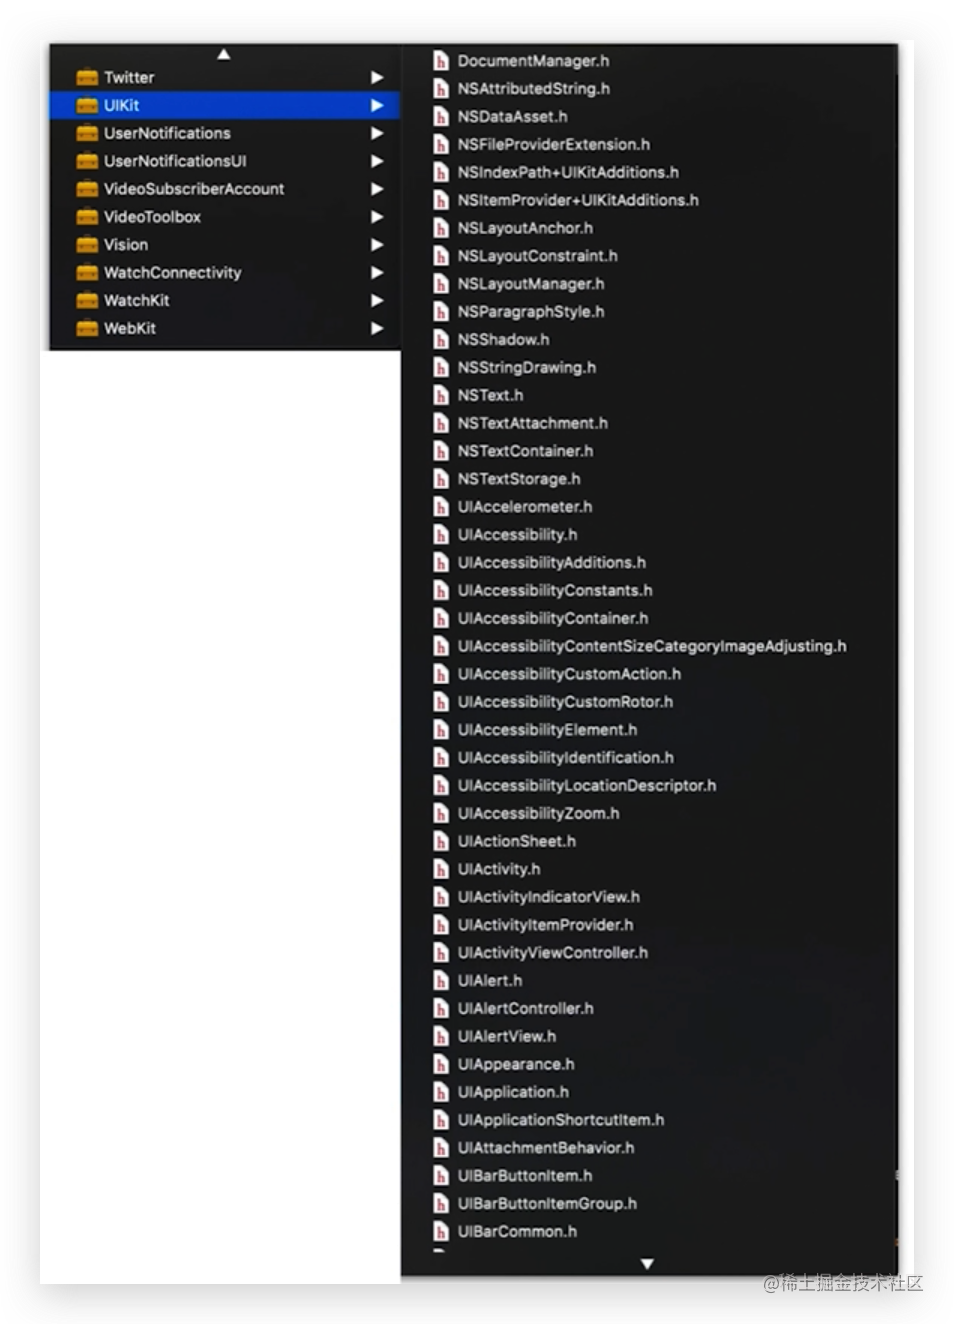 Twitter
UIKit
UserNotifications
UserNotificationsUI
VideoSubscriberAccount
VideoToolbox
Vision
WatchConnectivity
WatchKit
WebKit
DocumentManager.h
NSAttributedString.h
NSDataAsset.h
NSFileProviderExtension.h
NSIndexPath+UIKitAdditions.h
NSItemProvider+UIKitAdditions.h
NSLayoutAnchor.h
NSLayoutConstraint.h
NSLayoutManager.h
NSParagraphStyle.h
NSShadow.h
NSStringDrawing.h
NSText.h
NSTextAttachment.h
NSTextContainer.h
NSTextStorage.h
UIAccelerometer.h
UIAccessibility.h
UIAccessibilityAdditions.h
UIAccessibilityConstants.h
UIAccessibilityContainer.h
UIAccessibilityContentSizeCategoryImageAdjusting.h
UIAccessibilityCustomAction.h
UIAccessibilityCustomRotor.h
UIAccessibilityElement.h
UIAccessibilityIdentification.h
UIAccessibilityLocationDescriptor.h
UIAccessibilityZoom.h
UIActionSheet.h
UIActivity.h
UIActivityIndicatorView.h
UIActivityItemProvider.h
UIActivityViewController.h
UIAlert.h
UIAlertController.h
UIAlertView.h
UIAppearance.h
UIApplication.h
UIApplicationShortcutItem.h
UIAttachmentBehavior.h
UIBarButtonItem.h
UIBarButtonItemGroup.h
UIBarCommon.h
@稀土掘金技术社区